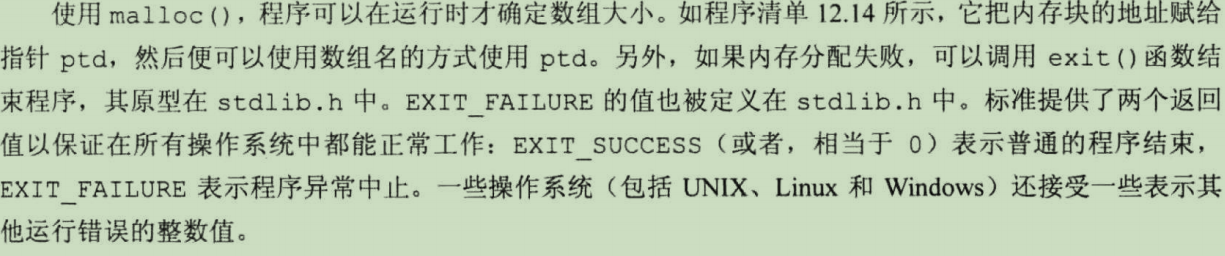 使用 malloc()，程序可以在运行时才确定数组大小。如程序清单 12.14 所示，它把内存块的地址赋给
指针 ptd，然后便可以使用数组名的方式使用 ptd。另外，如果内存分配失败，可以调用 exit()函数结
束程序，其原型在 stdlib.h 中。EXIT_FAILURE 的值也被定义在 stdlib.h 中。标准提供了两个返回
值以保证在所有操作系统中都能正常工作：EXIT_SUCCESS（或者，相当于 0）表示普通的程序结束，
EXIT_FAILURE 表示程序异常中止。一些操作系统（包括 UNIX、Linux 和 Windows）还接受一些表示其
他运行错误的整数值。